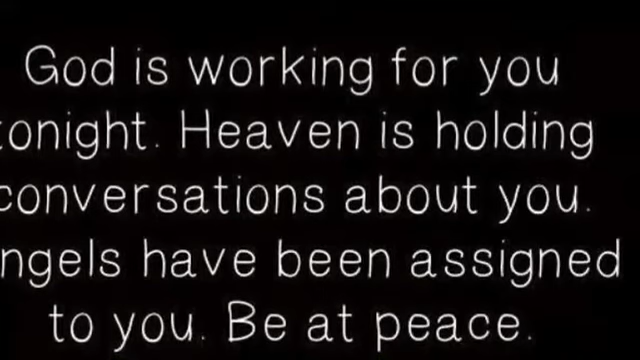 God is working for you
tonight. Heaven is holding
conversations about you.
Angels have been assigned
to you. Be at peace.